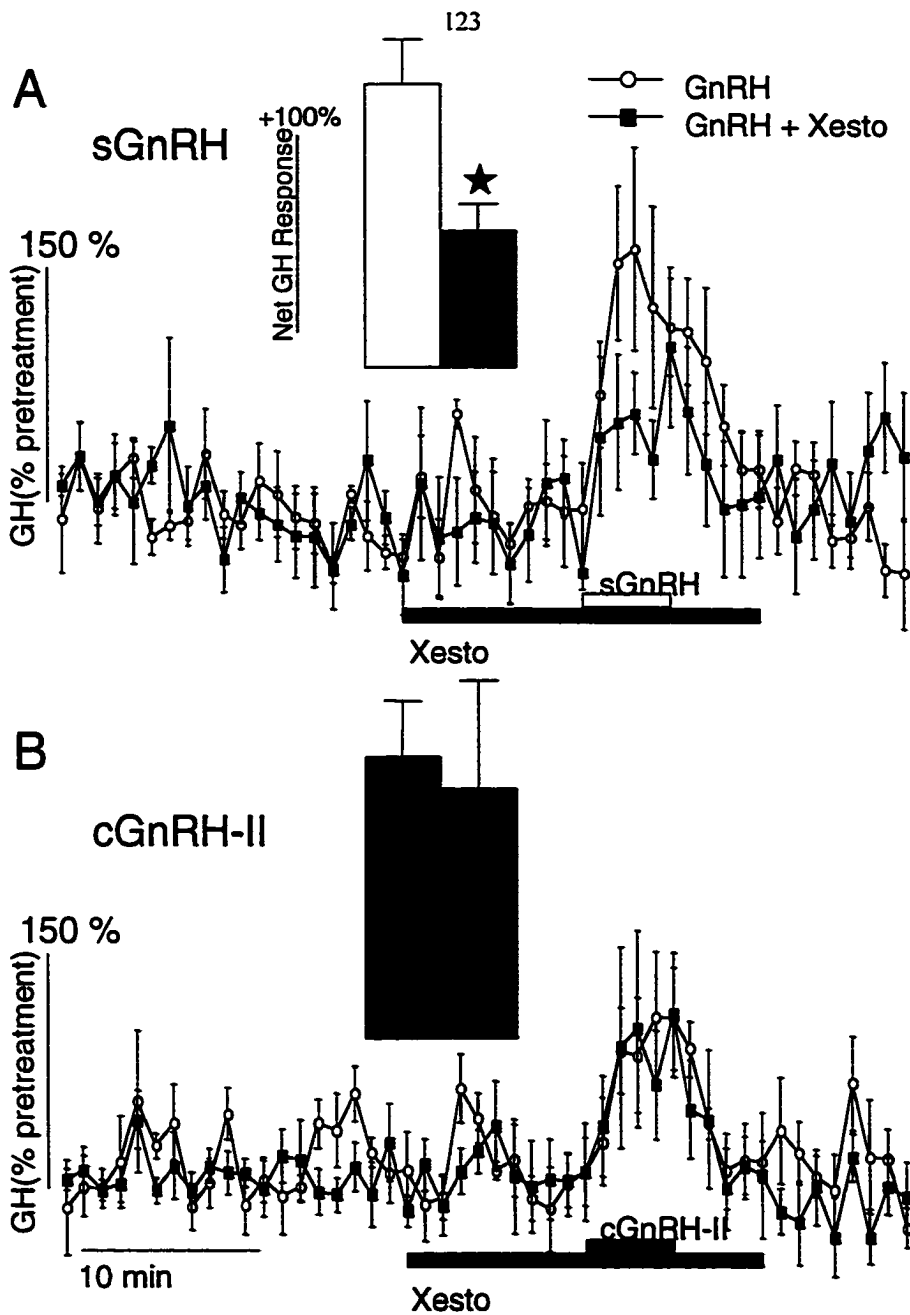 123
A
GnRH
GnRH + Xesto
+100%
sGnRH
Net GH Response
150 %
GH(% pretreatment)
sGnRH
Xesto
B
cGnRH-II
150 %
GH(% pretreatment)
cGnRH-II
10 min
Xesto